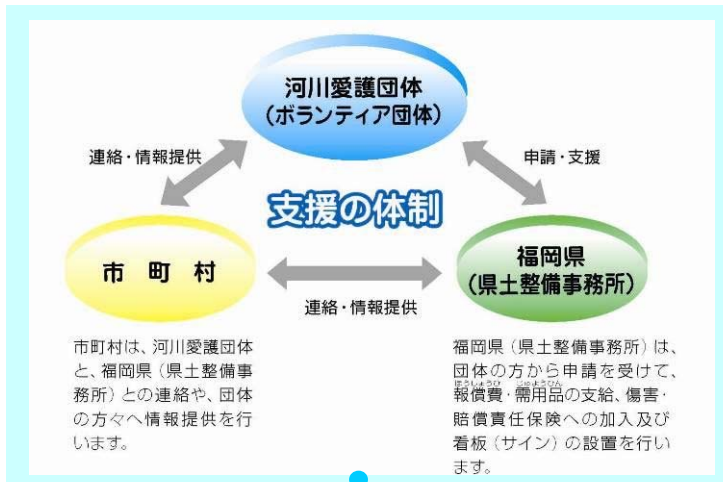 河川愛護団体
(ボランティア団体)
連絡・情報提供
申請・支援
支援の体制
市町村
福岡県
(県土整備事務所)
連絡・情報提供
市町村は、河川愛護団体
と、福岡県(県土整備事
務所)との連絡や、団体
の方々へ情報提供を行
います。
福岡県(県土整備事務所)は、
団体の方から申請を受けて、
ほうしょうひ じゅようひん
報償費・需用品の支給、傷害・
賠償責任保険への加入及び
看板(サイン)の設置を行い
ます。